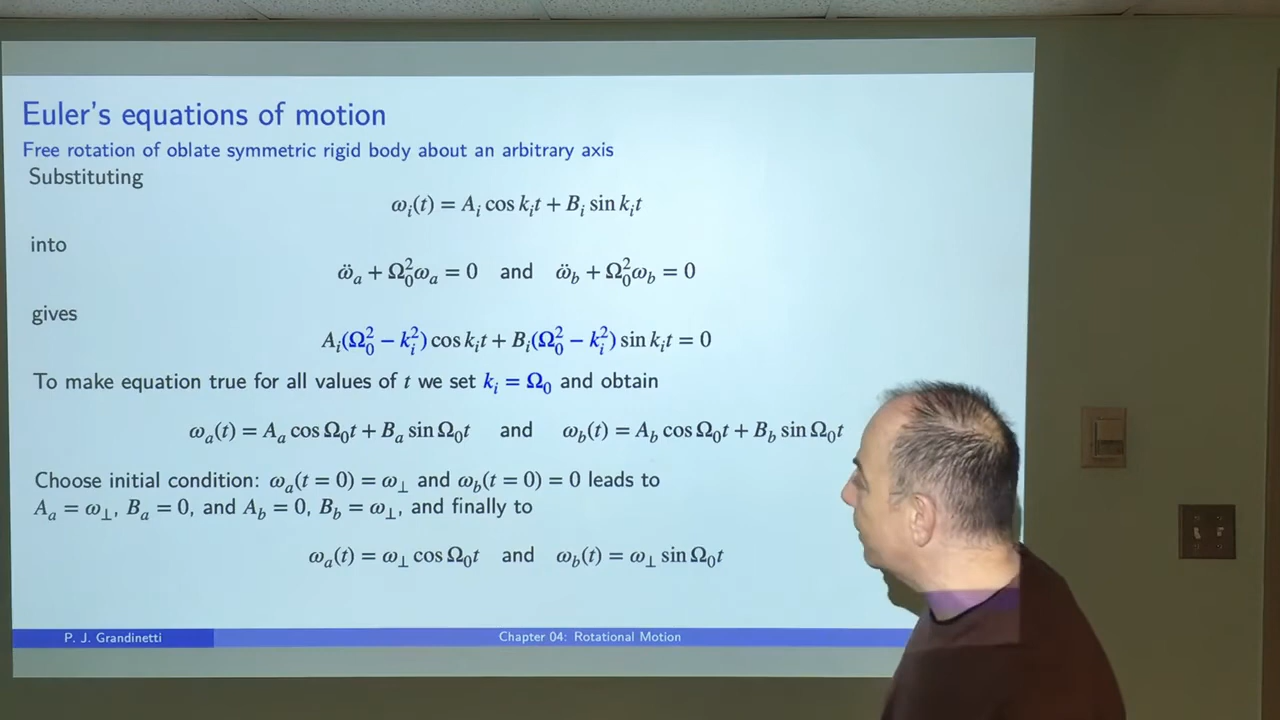 Euler's equations of motion
Free rotation of oblate symmetric rigid body about an arbitrary axis
Substituting
ωᵢ(t) = Aᵢ cos kᵢt + Bᵢ sin kᵢt
into
ω̈ₐ + Ω₀²ωₐ = 0 and ω̈_b + Ω₀²ω_b = 0
gives
Aᵢ(Ω₀² − kᵢ²) cos kᵢt + Bᵢ(Ω₀² − kᵢ²) sin kᵢt = 0
To make equation true for all values of t we set kᵢ = Ω₀ and obtain
ωₐ(t) = Aₐ cos Ω₀t + Bₐ sin Ω₀t and ω_b(t) = A_b cos Ω₀t + B_b sin Ω₀t
Choose initial condition: ωₐ(t = 0) = ω⊥ and ω_b(t = 0) = 0 leads to
Aₐ = ω⊥, Bₐ = 0, and A_b = 0, B_b = ω⊥, and finally to
ωₐ(t) = ω⊥ cos Ω₀t and ω_b(t) = ω⊥ sin Ω₀t
P. J. Grandinetti Chapter 04: Rotational Motion